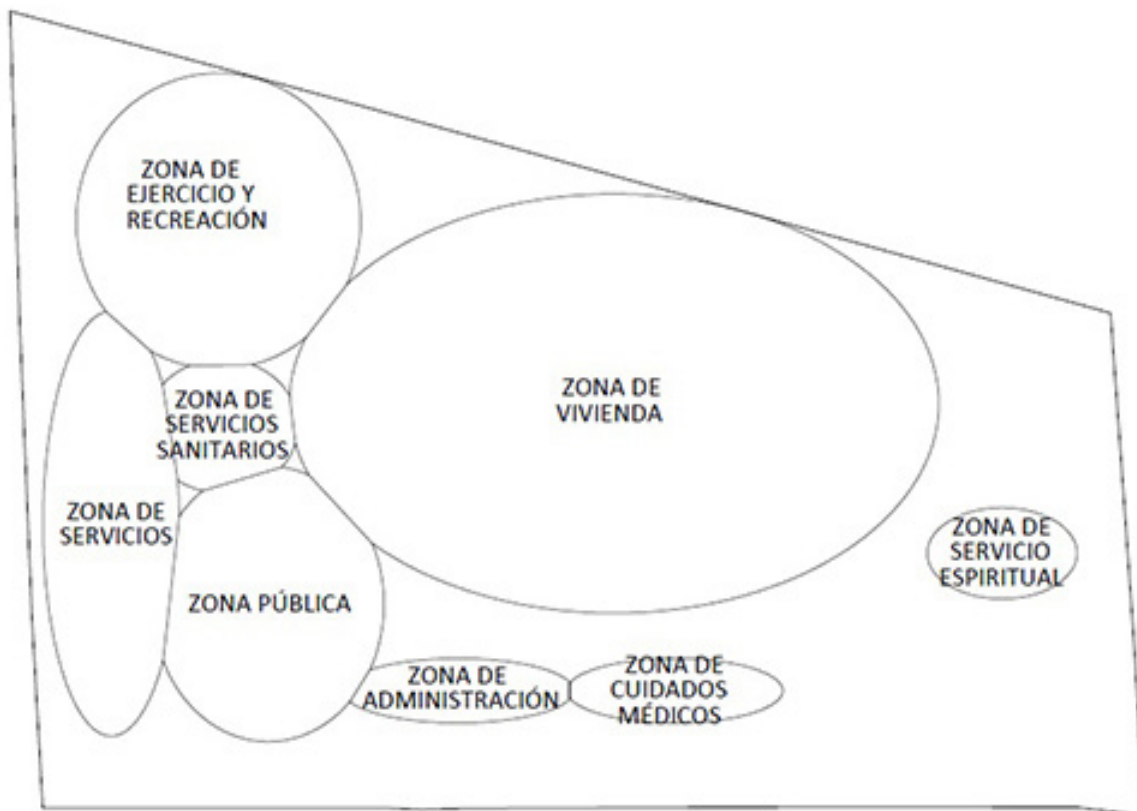 ZONA DE
EJERCICIO Y
RECREACIÓN
ZONA DE
VIVIENDA
ZONA DE
SERVICIOS
SANITARIOS
ZONA DE
SERVICIOS
ZONA DE
SERVICIO
ESPIRITUAL
ZONA PÚBLICA
ZONA DE
ADMINISTRACIÓN
ZONA DE
CUIDADOS
MÉDICOS